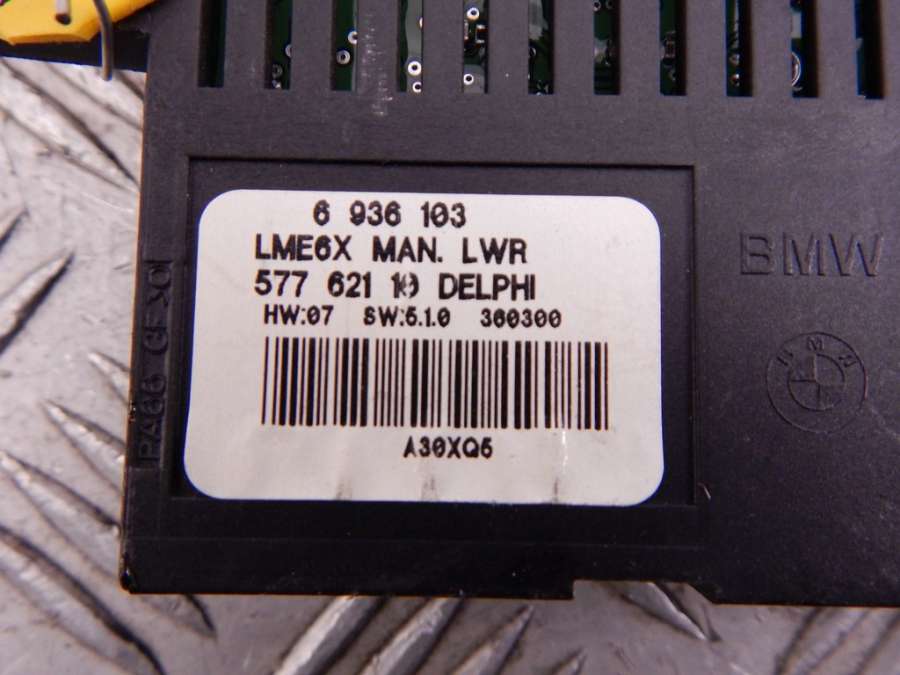 6 936 103
LME6X MAN. LWR
577 621 10 DELPHI
HW:07 SW:5.1.0 360300
A30XQ5
BMW
BMW